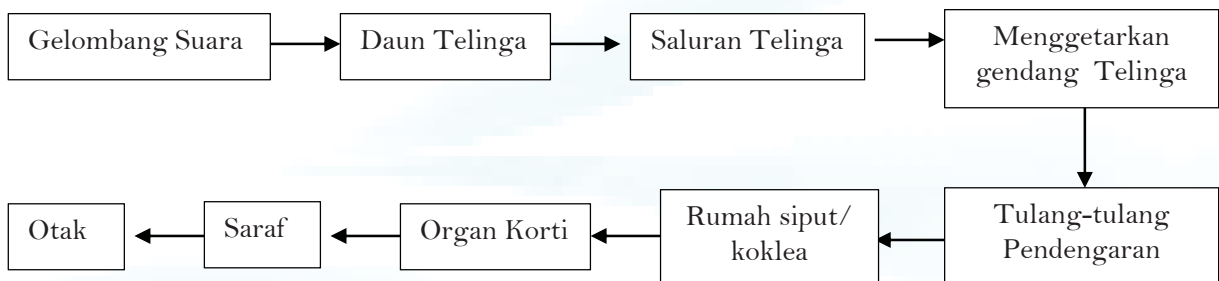 Gelombang Suara
Daun Telinga
Saluran Telinga
Menggetarkan
gendang Telinga
Tulang-tulang
Pendengaran
Rumah siput/
koklea
Organ Korti
Saraf
Otak